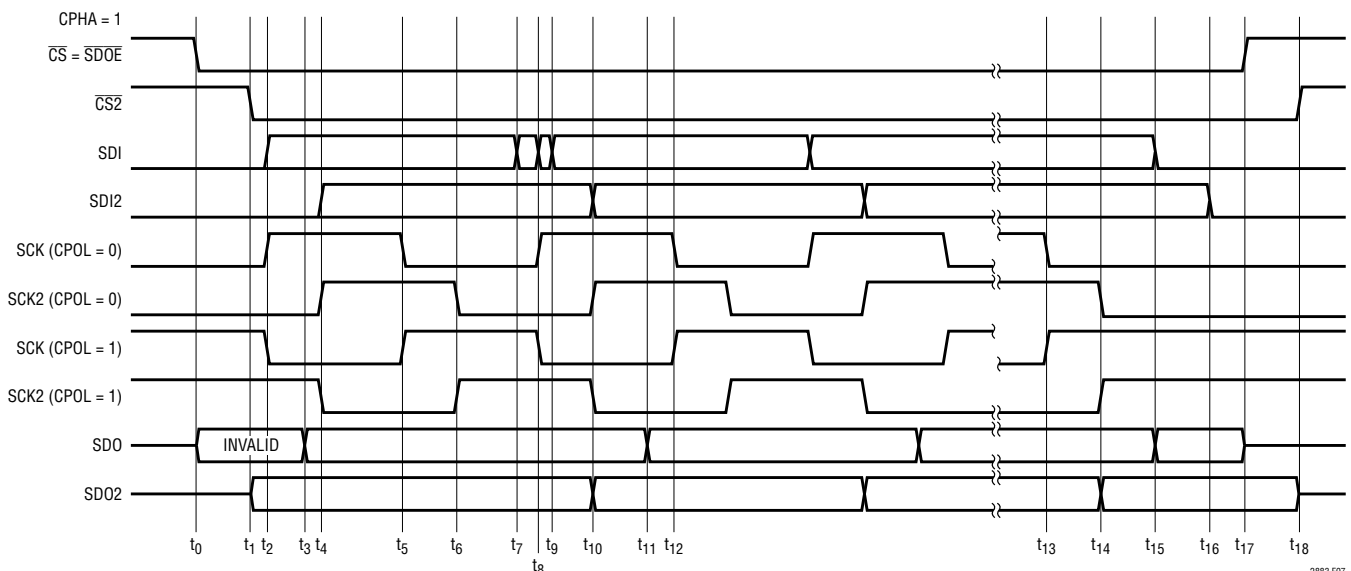 CPHA = 1
CS = SDOE
CS2
SDI
SDI2
SCK (CPOL = 0)
SCK2 (CPOL = 0)
SCK (CPOL = 1)
SCK2 (CPOL = 1)
SDO INVALID
SDO2
t0 t1 t2 t3 t4 t5 t6 t7 t8 t9 t10 t11 t12 t13 t14 t15 t16 t17 t18